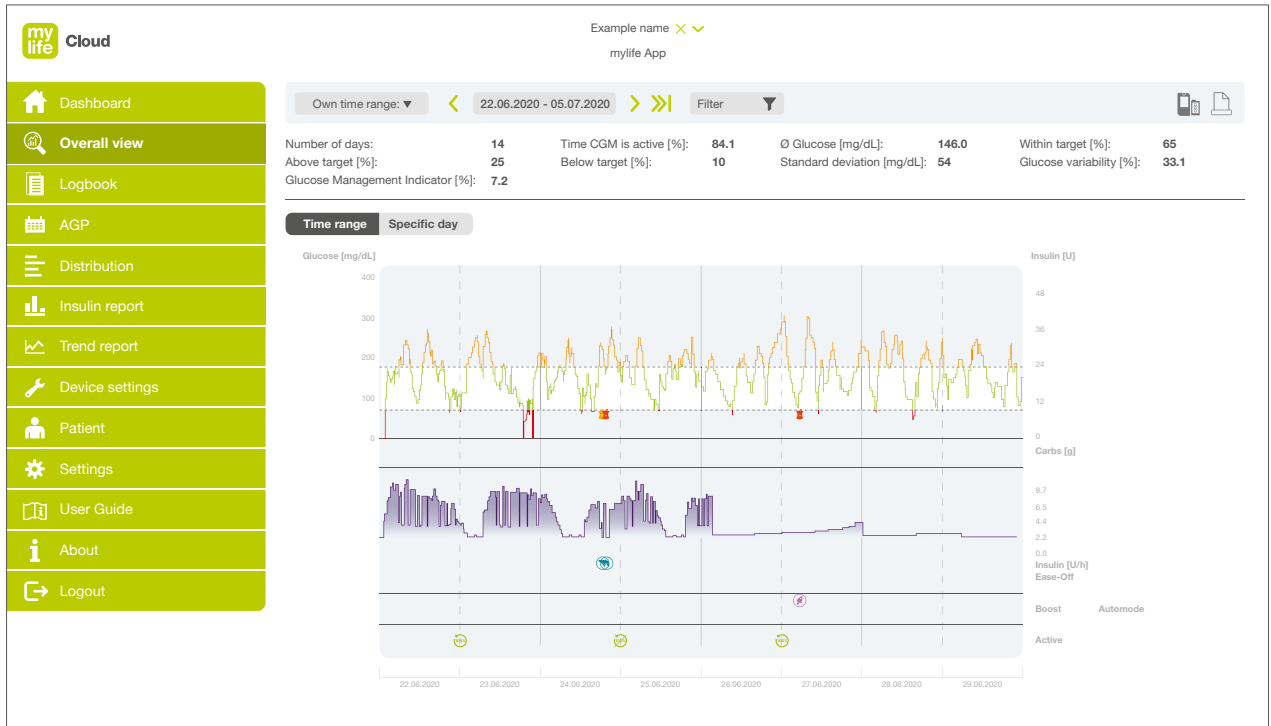 my life Cloud
Example name
mylife App
Dashboard
Overall view
Logbook
AGP
Distribution
Insulin report
Trend report
Device settings
Patient
Settings
User Guide
About
Logout
Own time range: ▼ 22.06.2020 - 05.07.2020 Filter
Number of days: 14 Time CGM is active [%]: 84.1 Ø Glucose [mg/dL]: 146.0 Within target [%]: 65
Above target [%]: 25 Below target [%]: 10 Standard deviation [mg/dL]: 54 Glucose variability [%]: 33.1
Glucose Management Indicator [%]: 7.2
Time range Specific day
Glucose [mg/dL] Insulin [U]
400
300
200
100
0
48
36
24
12
0
Carbs [g]
8.7
6.5
4.4
2.2
0.0
Insulin [U/h]
Ease-Off
Boost Automode
Active
22.06.2020 23.06.2020 24.06.2020 25.06.2020 26.06.2020 27.06.2020 28.06.2020 29.06.2020